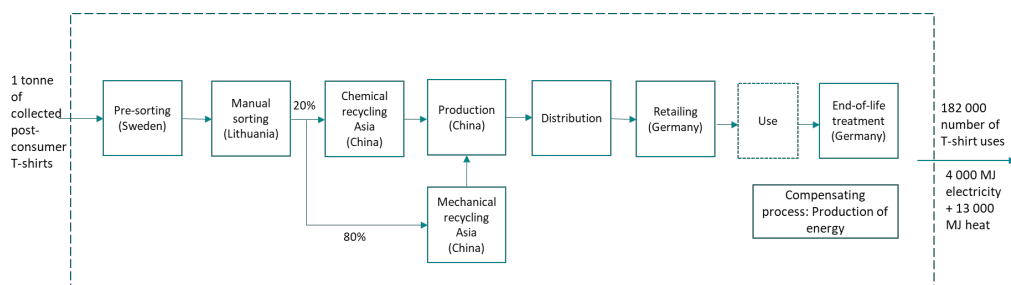 1 tonne
of
collected
post-
consumer
T-shirts
Pre-sorting
(Sweden)
Manual
sorting
(Lithuania)
20%
Chemical
recycling
Asia
(China)
Production
(China)
Distribution
Retailing
(Germany)
Use
End-of-life
treatment
(Germany)
182 000
number of
T-shirt uses
4 000 MJ
electricity
+ 13 000
MJ heat
Compensating
process: Production of
energy
Mechanical
recycling
Asia
(China)
80%